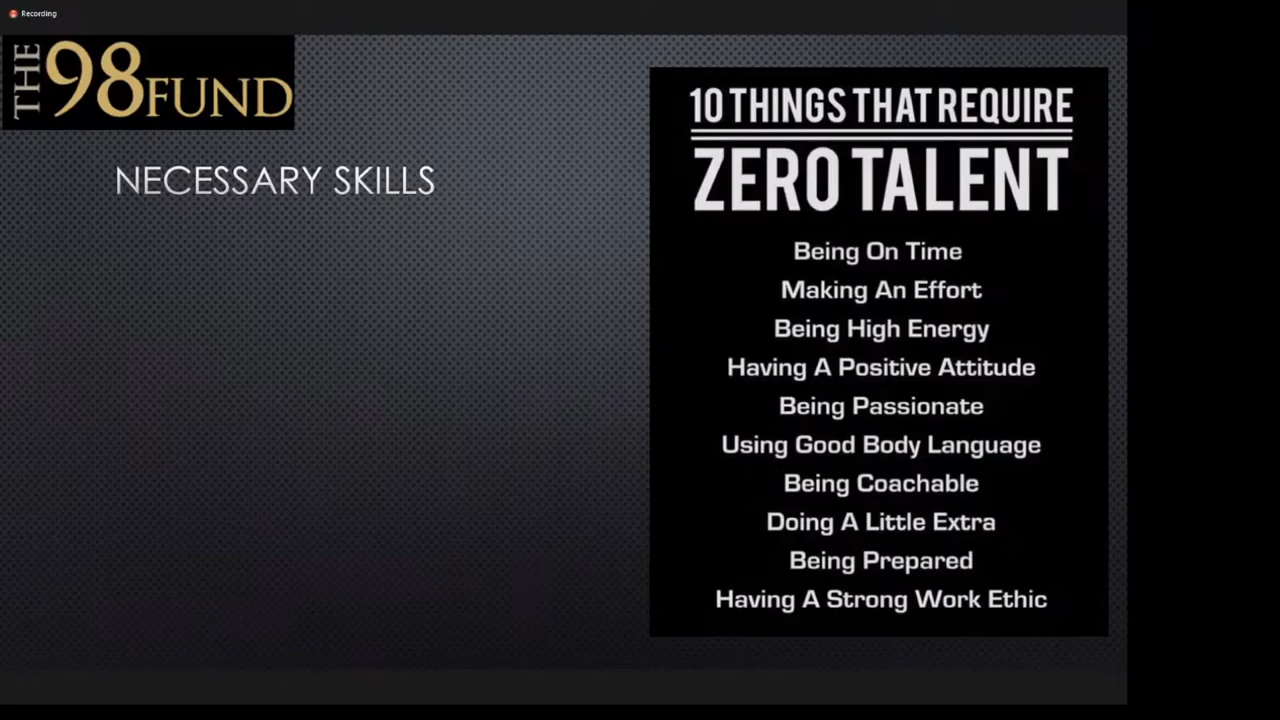 Recording
THE 98 FUND
NECESSARY SKILLS
10 THINGS THAT REQUIRE
ZERO TALENT
Being On Time
Making An Effort
Being High Energy
Having A Positive Attitude
Being Passionate
Using Good Body Language
Being Coachable
Doing A Little Extra
Being Prepared
Having A Strong Work Ethic